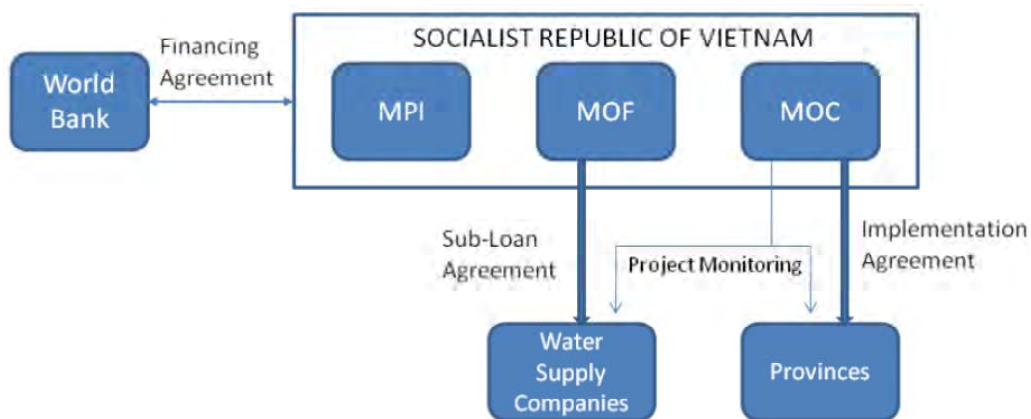 Financing
Agreement
SOCIALIST REPUBLIC OF VIETNAM
World
Bank
MPI
MOF
MOC
Sub-Loan
Agreement
Project Monitoring
Implementation
Agreement
Water
Supply
Companies
Provinces